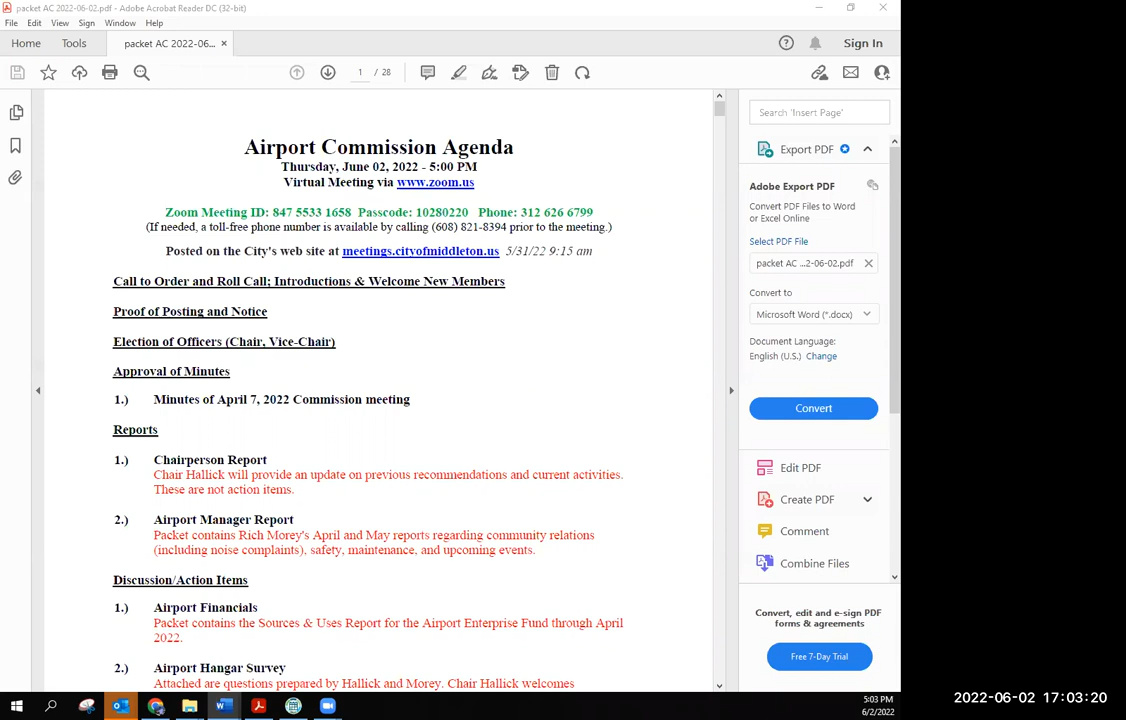 packet AC 2022-06-02.pdf - Adobe Acrobat Reader DC (32-bit)
File Edit View Sign Window Help
Home Tools packet AC 2022-06... × Sign In
1 / 28
Airport Commission Agenda
Thursday, June 02, 2022 - 5:00 PM
Virtual Meeting via www.zoom.us
Zoom Meeting ID: 847 5533 1658 Passcode: 10280220 Phone: 312 626 6799
(If needed, a toll-free phone number is available by calling (608) 821-8394 prior to the meeting.)
Posted on the City's web site at meetings.cityofmiddleton.us 5/31/22 9:15 am
Call to Order and Roll Call; Introductions & Welcome New Members
Proof of Posting and Notice
Election of Officers (Chair, Vice-Chair)
Approval of Minutes
1.) Minutes of April 7, 2022 Commission meeting
Reports
1.) Chairperson Report
Chair Hallick will provide an update on previous recommendations and current activities.
These are not action items.
2.) Airport Manager Report
Packet contains Rich Morey's April and May reports regarding community relations
(including noise complaints), safety, maintenance, and upcoming events.
Discussion/Action Items
1.) Airport Financials
Packet contains the Sources & Uses Report for the Airport Enterprise Fund through April
2022.
2.) Airport Hangar Survey
Attached are questions prepared by Hallick and Morey. Chair Hallick welcomes
Search 'Insert Page'
Export PDF
Adobe Export PDF
Convert PDF Files to Word
or Excel Online
Select PDF File
packet AC ...2-06-02.pdf
Convert to
Microsoft Word (*.docx)
Document Language:
English (U.S.) Change
Convert
Edit PDF
Create PDF
Comment
Combine Files
Convert, edit and e-sign PDF
forms & agreements
Free 7-Day Trial
5:03 PM
6/2/2022
2022-06-02 17:03:20